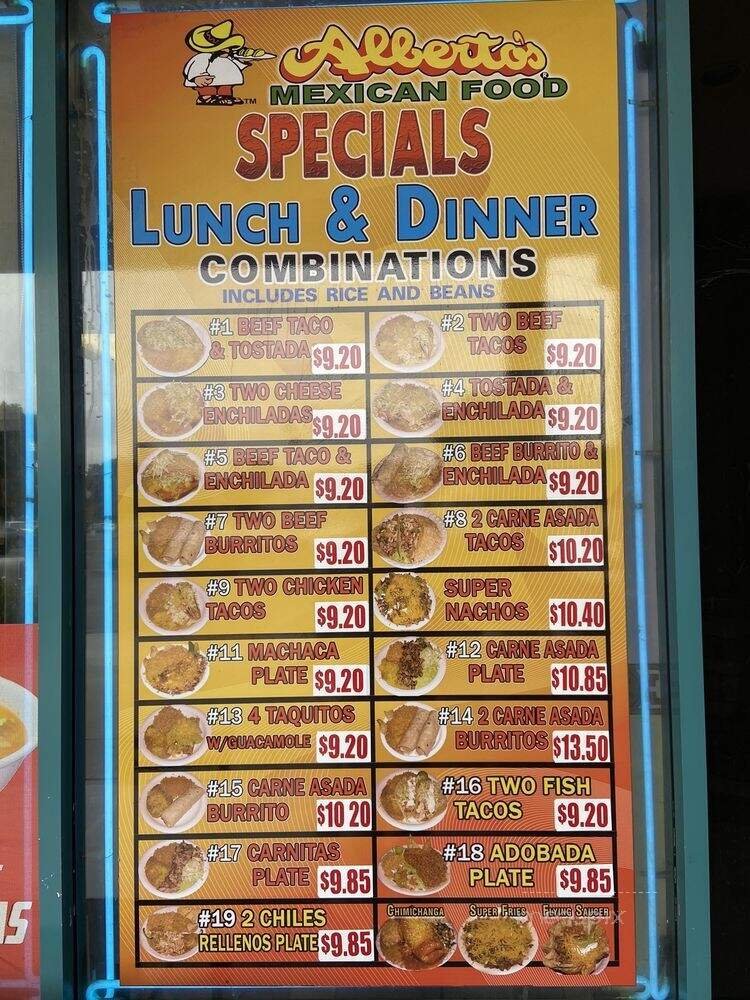 Alberto's
TM
MEXICAN FOOD
SPECIALS
LUNCH & DINNER
COMBINATIONS
INCLUDES RICE AND BEANS
#1 BEEF TACO
& TOSTADA $9.20
#2 TWO BEEF
TACOS $9.20
#3 TWO CHEESE
ENCHILADAS $9.20
#4 TOSTADA &
ENCHILADA $9.20
#5 BEEF TACO &
ENCHILADA $9.20
#6 BEEF BURRITO &
ENCHILADA $9.20
#7 TWO BEEF
BURRITOS $9.20
#8 2 CARNE ASADA
TACOS $10.20
#9 TWO CHICKEN
TACOS $9.20
SUPER
NACHOS $10.40
#11 MACHACA
PLATE $9.20
#12 CARNE ASADA
PLATE $10.85
#13 4 TAQUITOS
W/GUACAMOLE $9.20
#14 2 CARNE ASADA
BURRITOS $13.50
#15 CARNE ASADA
BURRITO $10 20
#16 TWO FISH
TACOS $9.20
#17 CARNITAS
PLATE $9.85
#18 ADOBADA
PLATE $9.85
#19 2 CHILES
RELLENOS PLATE $9.85
CHIMICHANGA SUPER FRIES FLYING SAUCER